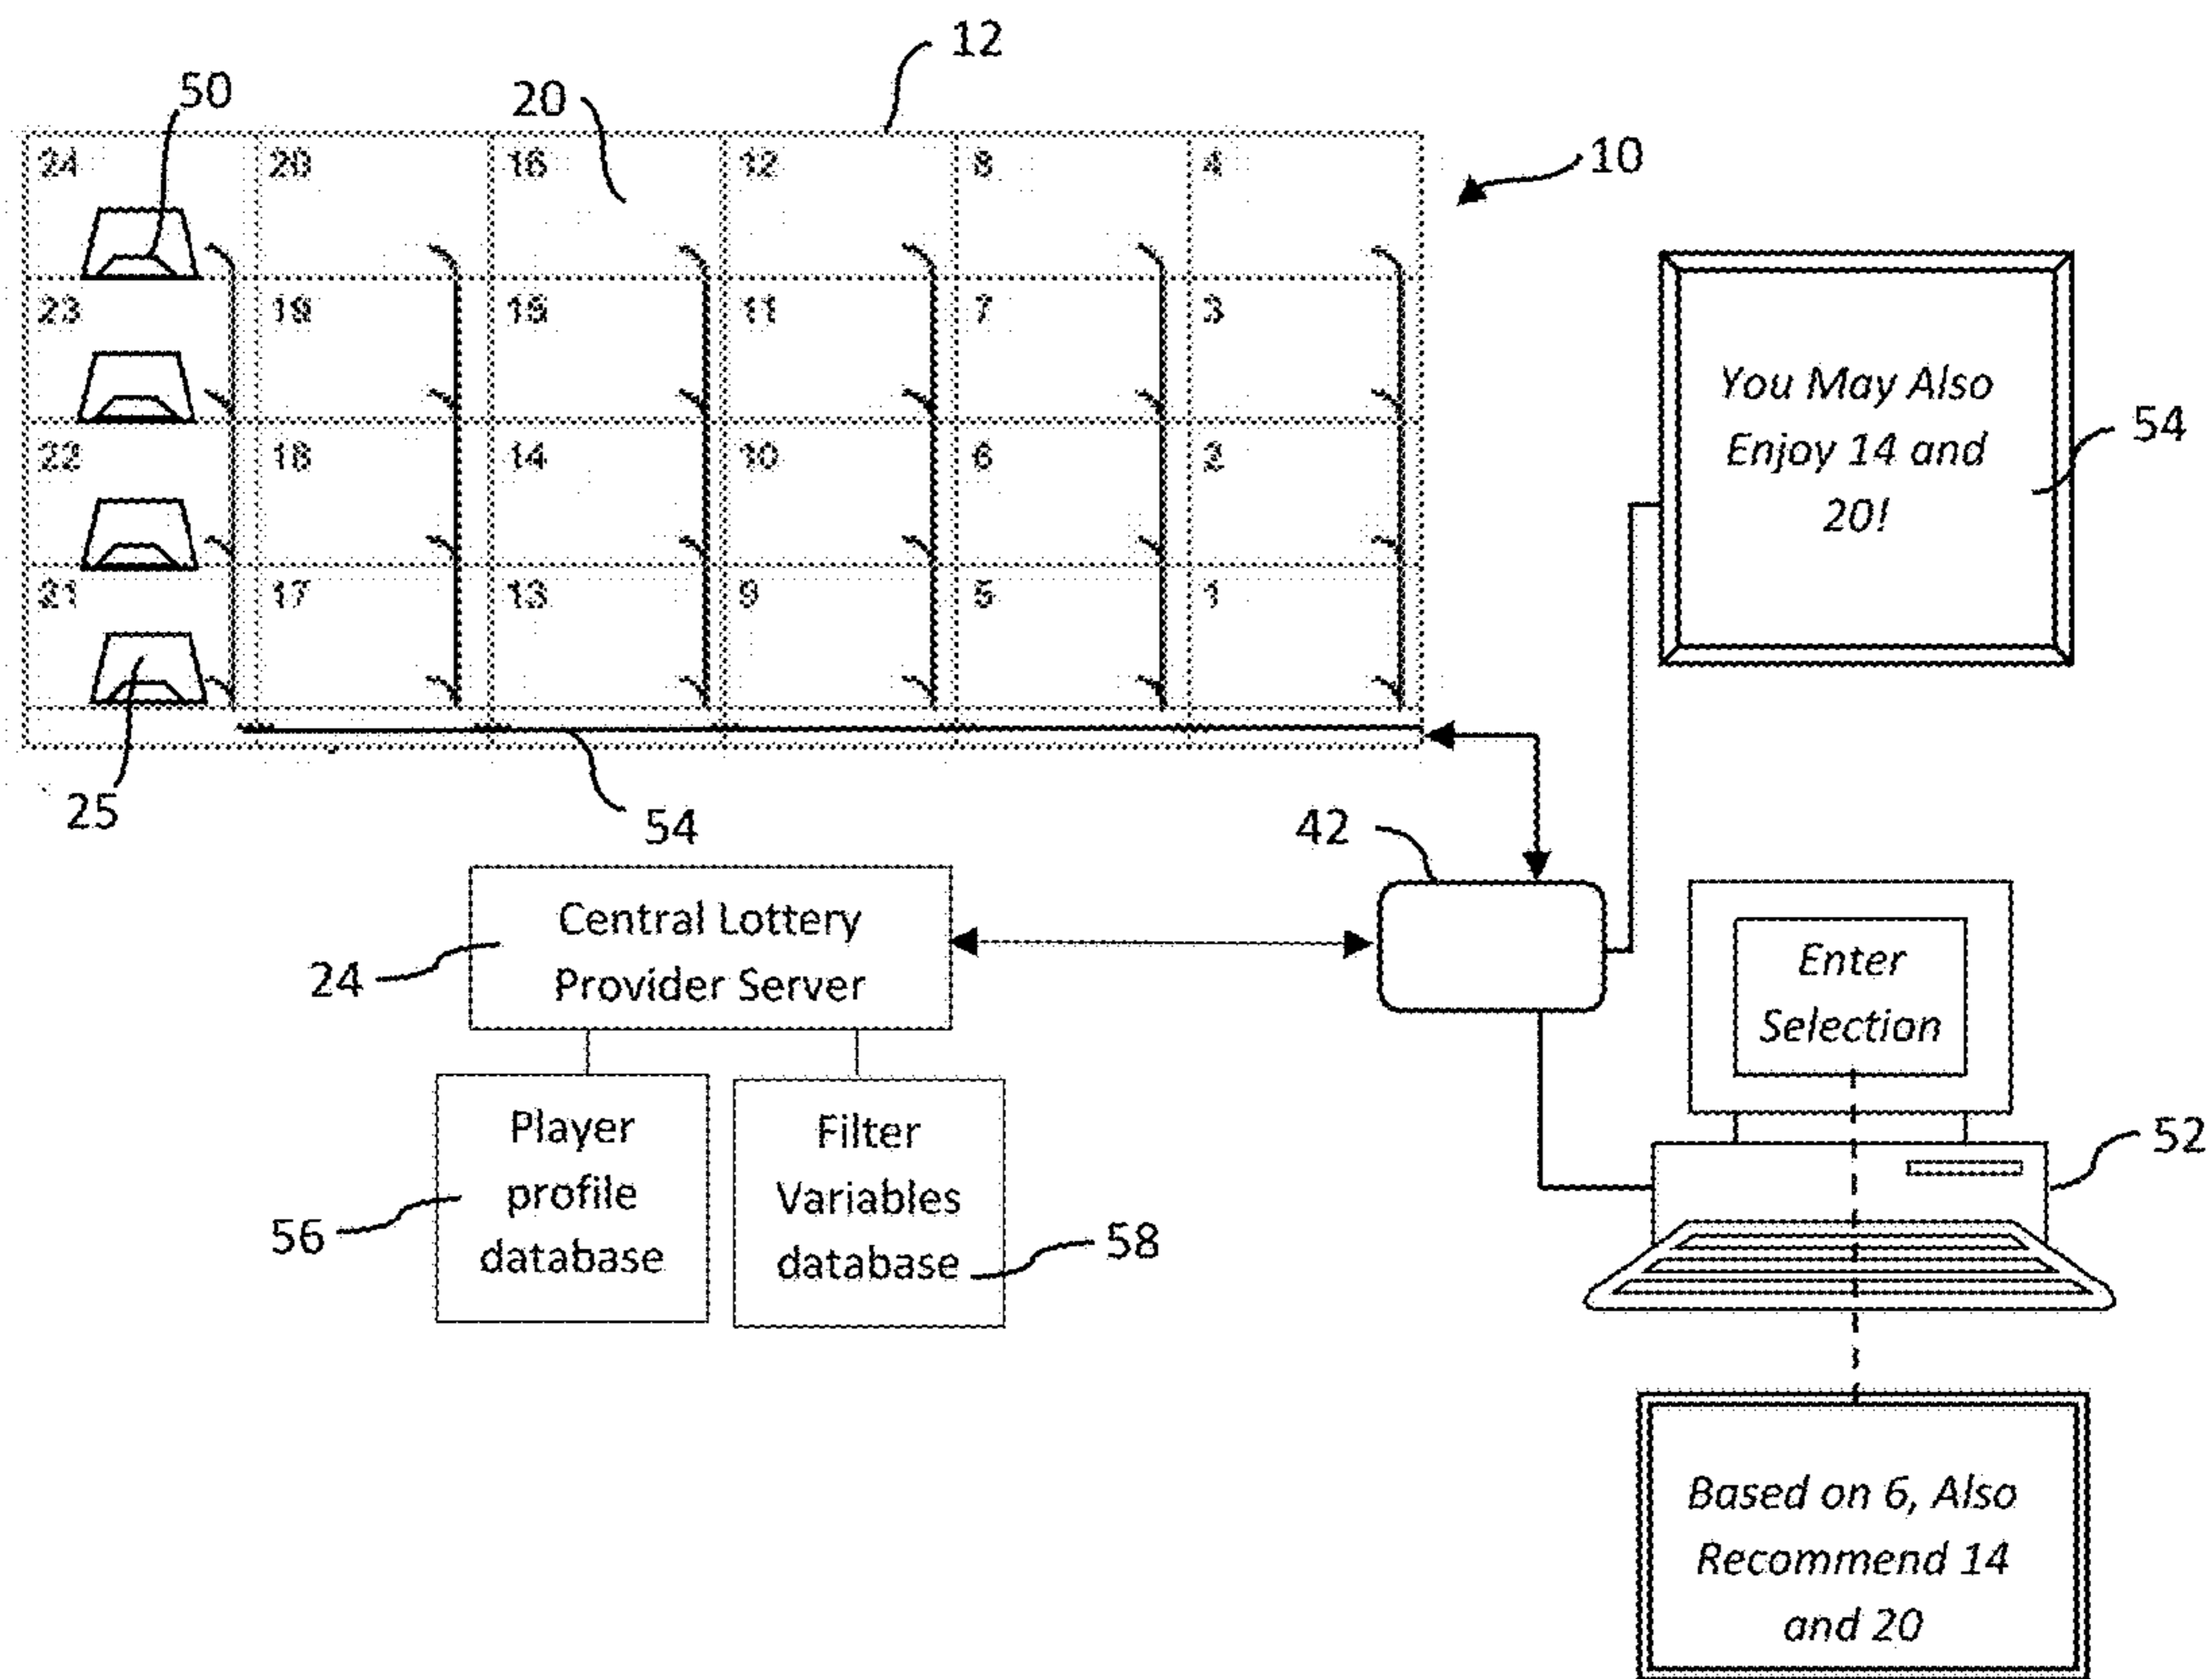 12
50
20
10
24 20 16 12 8 4
23 19 15 11 7 3
22 18 14 10 6 2
21 17 13 9 5 1
You May Also
Enjoy 14 and
20!
54
25
54
42
Central Lottery
Provider Server
24
Enter
Selection
Player
profile
database
56
Filter
Variables
database
58
52
Based on 6, Also
Recommend 14
and 20